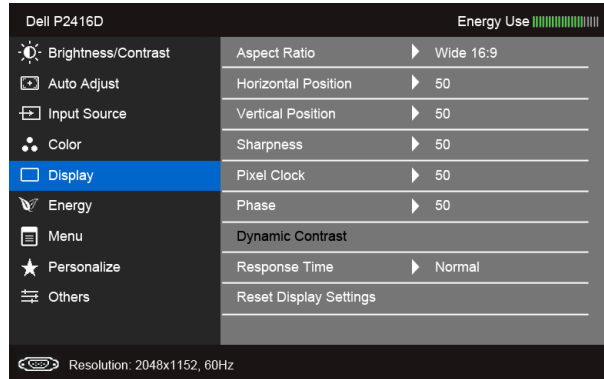 Dell P2416D Energy Use
Brightness/Contrast Aspect Ratio Wide 16:9
Auto Adjust Horizontal Position 50
Input Source Vertical Position 50
Color Sharpness 50
Display Pixel Clock 50
Energy Phase 50
Menu Dynamic Contrast
Personalize Response Time Normal
Others Reset Display Settings
Resolution: 2048x1152, 60Hz